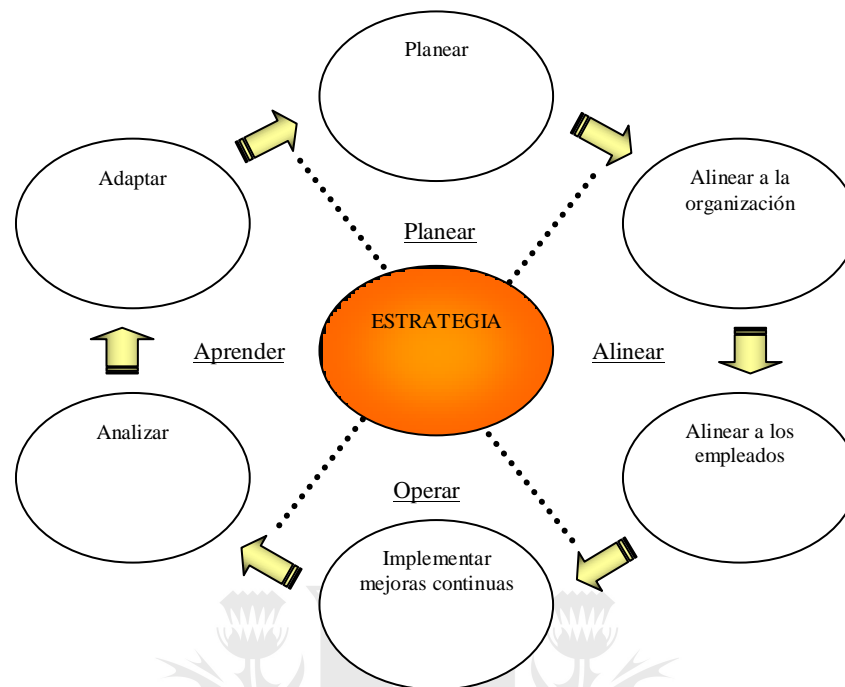 Planear
Adaptar
Alinear a la
organización
Planear
ESTRATEGIA
Aprender
Alinear
Analizar
Alinear a los
empleados
Operar
Implementar
mejoras continuas